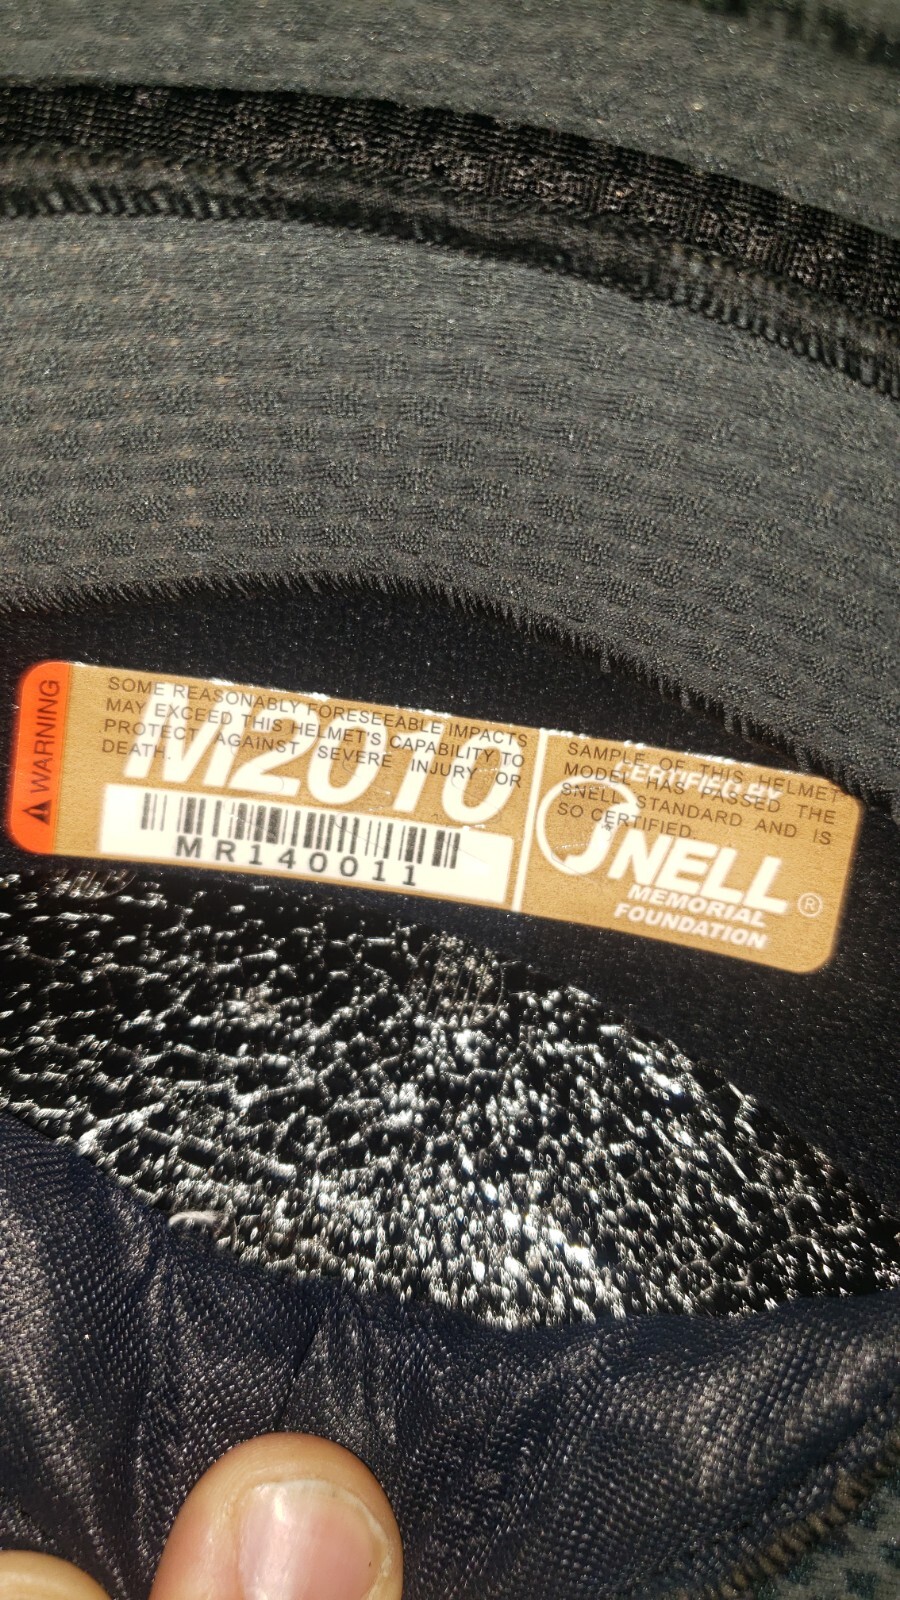 WARNING
SOME REASONABLY FORESEEABLE IMPACTS
MAY EXCEED THIS HELMET'S CAPABILITY TO
PROTECT AGAINST SEVERE INJURY OR
DEATH.
M2010
MR140011
SAMPLE OF THIS HELMET
MODEL HAS PASSED THE
SNELL STANDARD AND IS
SO CERTIFIED.
CERTIFIED BY
SNELL ®
MEMORIAL
FOUNDATION